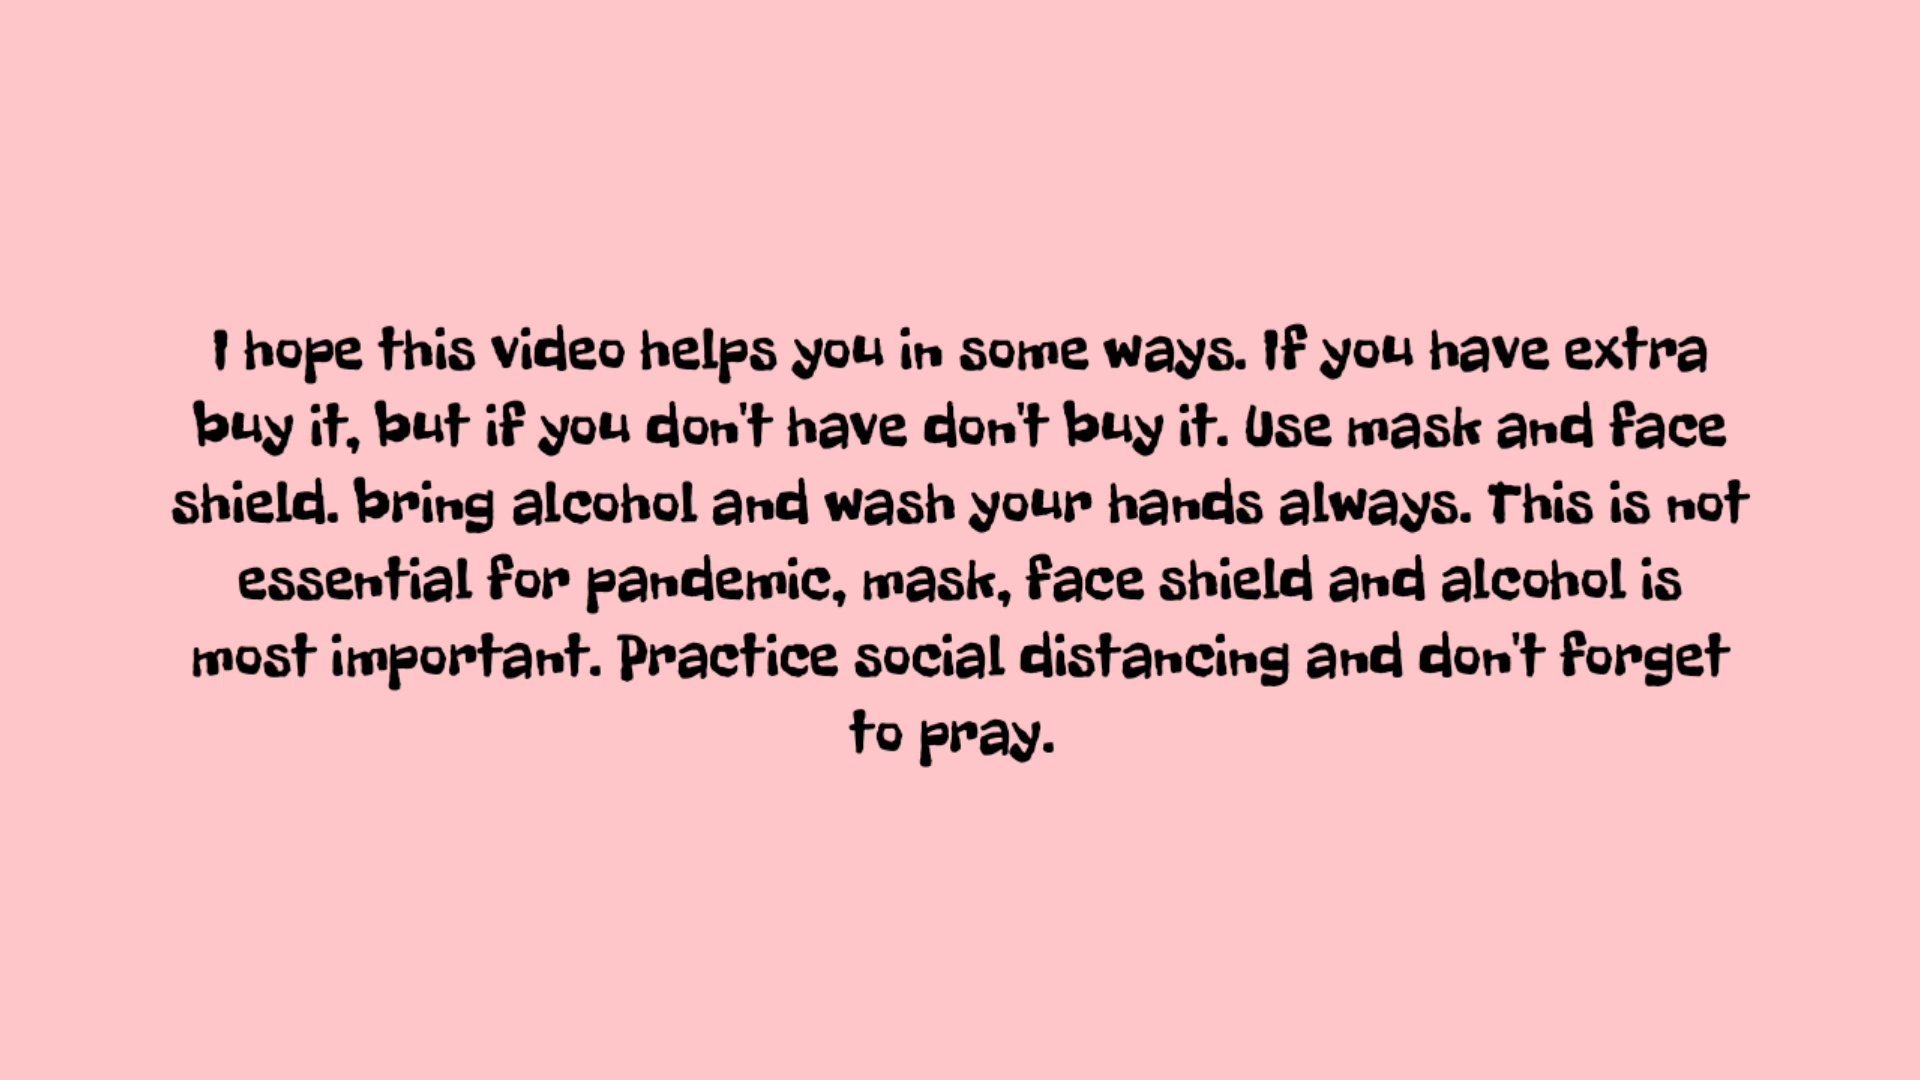 I hope this video helps you in some ways. If you have extra
buy it, but if you don't have don't buy it. Use mask and face
shield. bring alcohol and wash your hands always. This is not
essential for pandemic, mask, face shield and alcohol is
most important. Practice social distancing and don't forget
to pray.